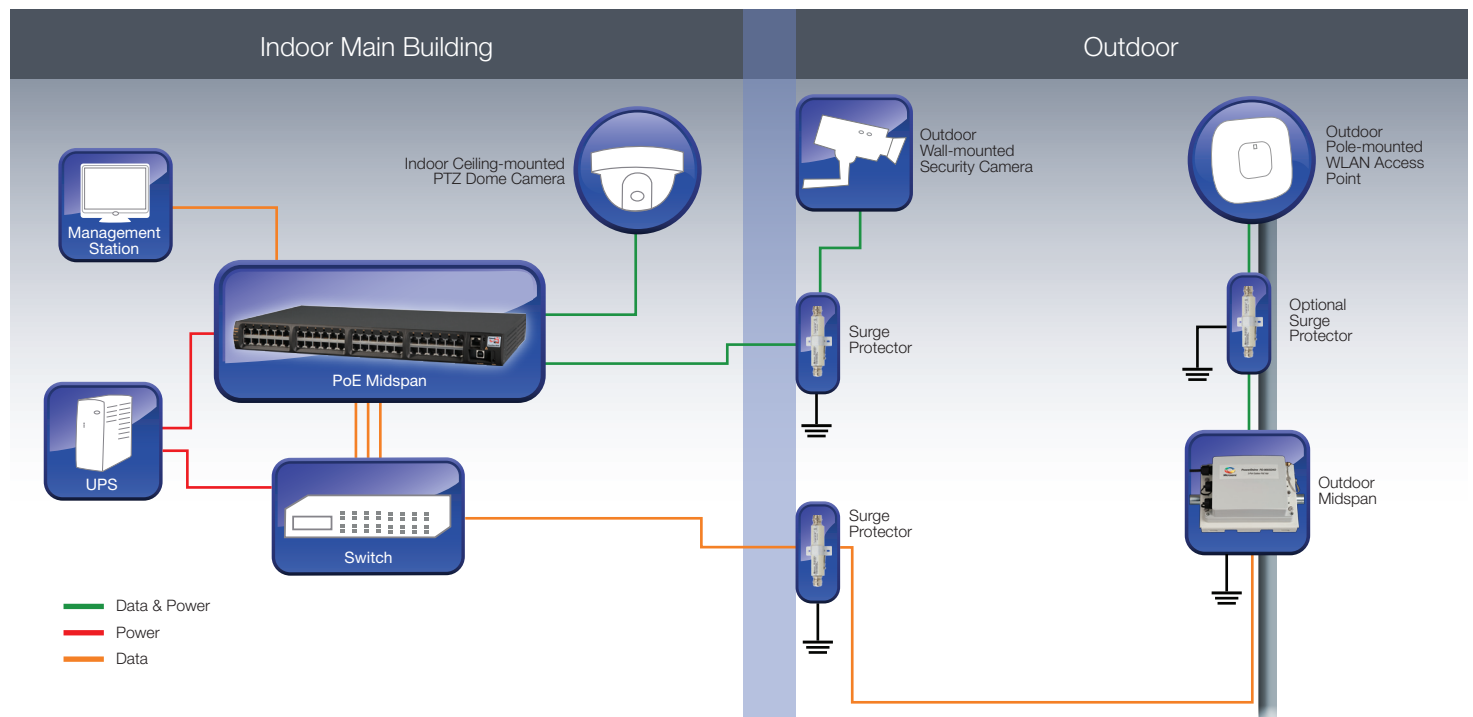 Indoor Main Building
Outdoor
Management
Station
Indoor Ceiling-mounted
PTZ Dome Camera
Outdoor
Wall-mounted
Security Camera
Outdoor
Pole-mounted
WLAN Access
Point
PoE Midspan
Surge
Protector
Optional
Surge
Protector
UPS
Switch
Surge
Protector
Outdoor
Midspan
Data & Power
Power
Data